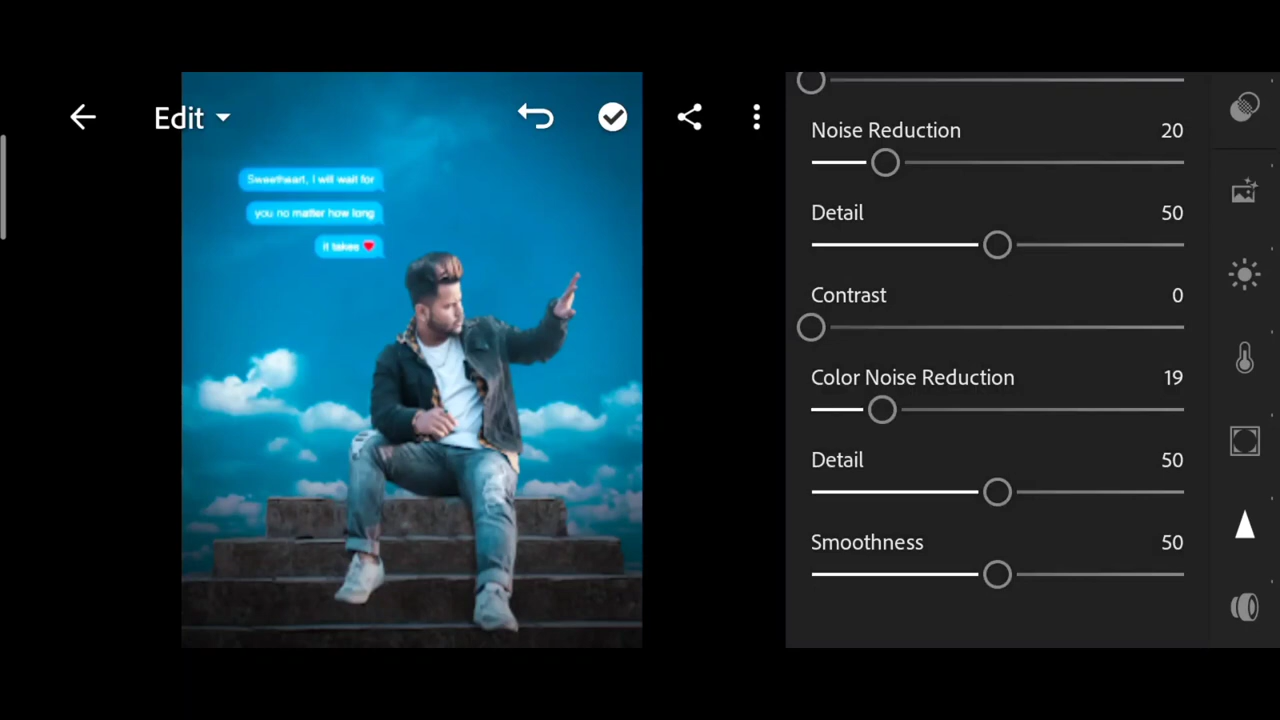 Edit
Sweetheart, I will wait for
you no matter how long
it takes
Noise Reduction 20
Detail 50
Contrast 0
Color Noise Reduction 19
Detail 50
Smoothness 50